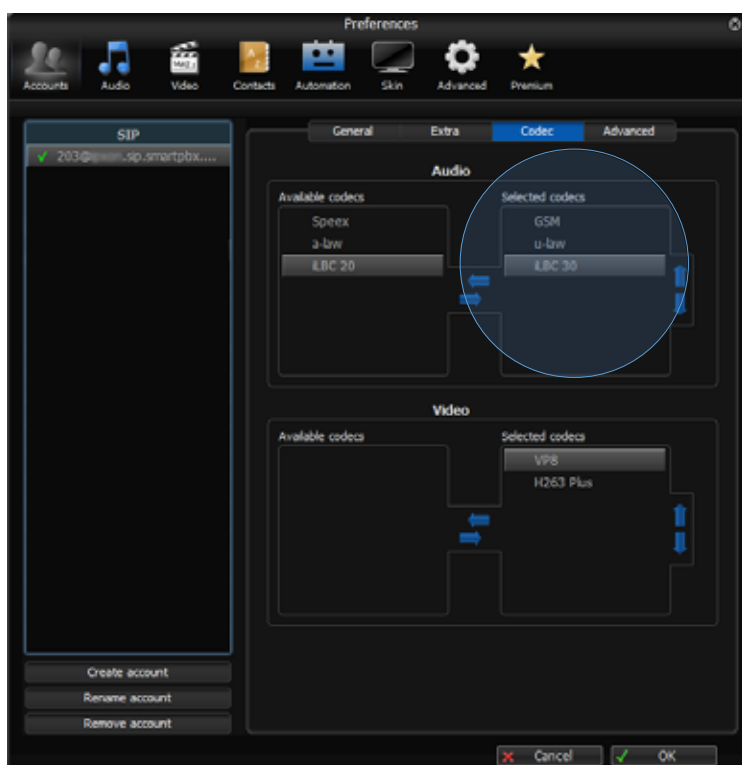 Preferences
Accounts Audio Video Contacts Automation Skin Advanced Premium
SIP
203@ .sip.smartpbx....
General Extra Codec Advanced
Audio
Available codecs
Speex
a-law
iLBC 20
Selected codecs
GSM
u-law
iLBC 30
Video
Available codecs
Selected codecs
VP8
H263 Plus
Create account
Rename account
Remove account
Cancel OK